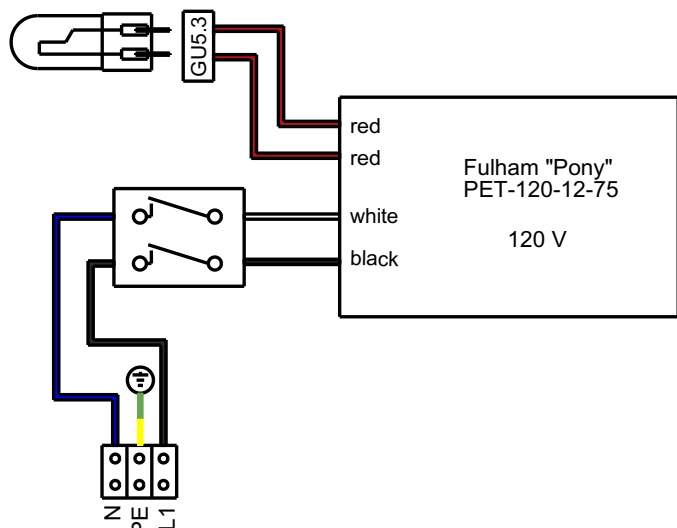 GU5.3
red
red
Fulham "Pony"
PET-120-12-75
120 V
white
black
N
PE
L1